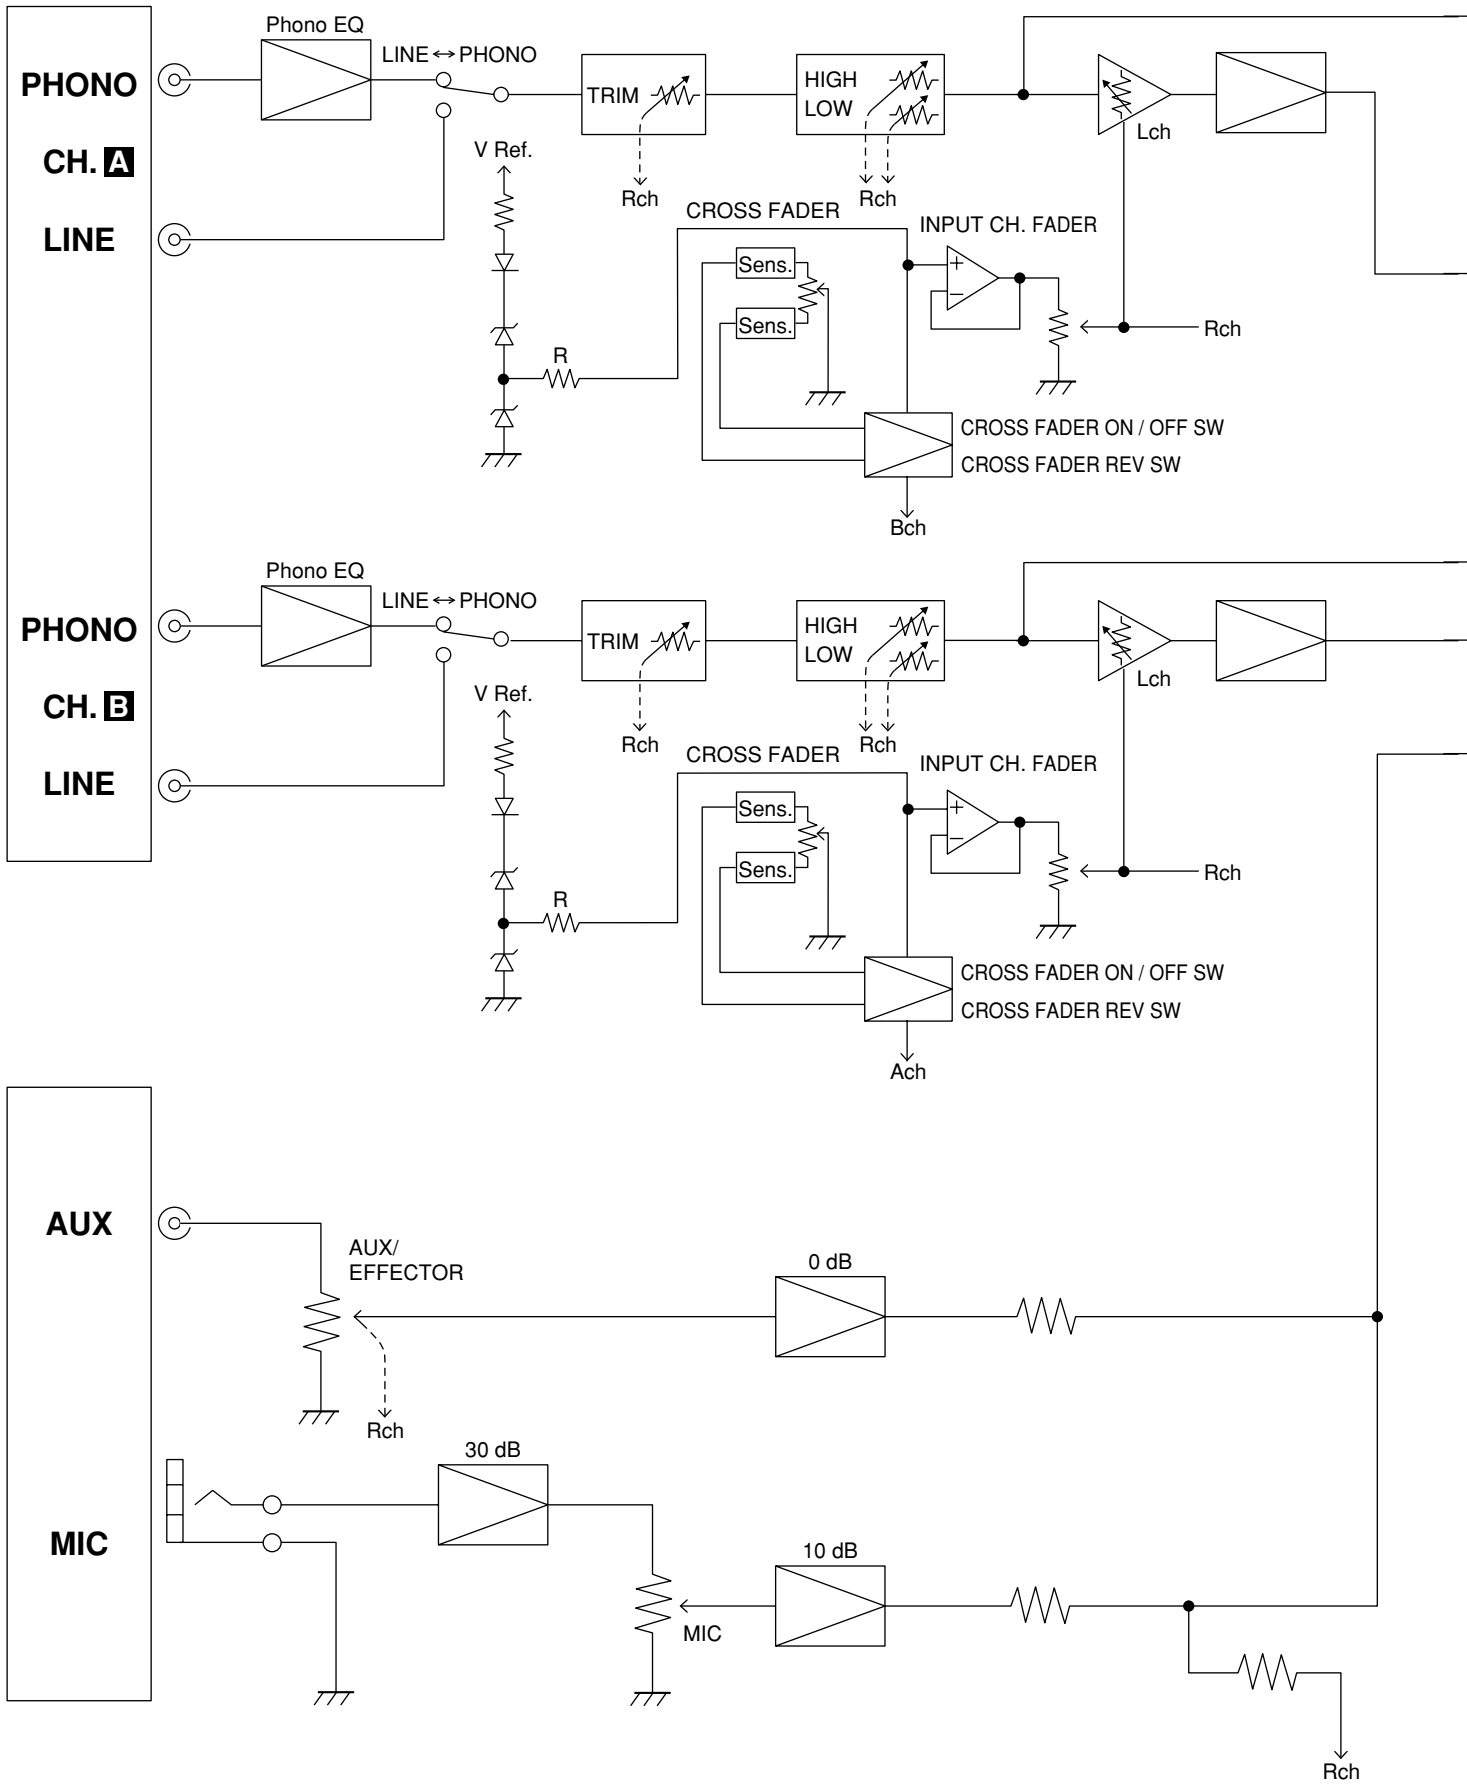 Phono EQ
LINE ↔ PHONO
PHONO
TRIM
HIGH
LOW
Lch
CH. A
V Ref.
Rch
Rch
LINE
CROSS FADER
INPUT CH. FADER
Sens.
+
−
Sens.
Rch
R
CROSS FADER ON / OFF SW
CROSS FADER REV SW
Bch
Phono EQ
LINE ↔ PHONO
PHONO
TRIM
HIGH
LOW
Lch
CH. B
V Ref.
Rch
Rch
LINE
CROSS FADER
INPUT CH. FADER
Sens.
+
−
Sens.
Rch
R
CROSS FADER ON / OFF SW
CROSS FADER REV SW
Ach
AUX
AUX/
EFFECTOR
0 dB
Rch
30 dB
MIC
10 dB
MIC
Rch